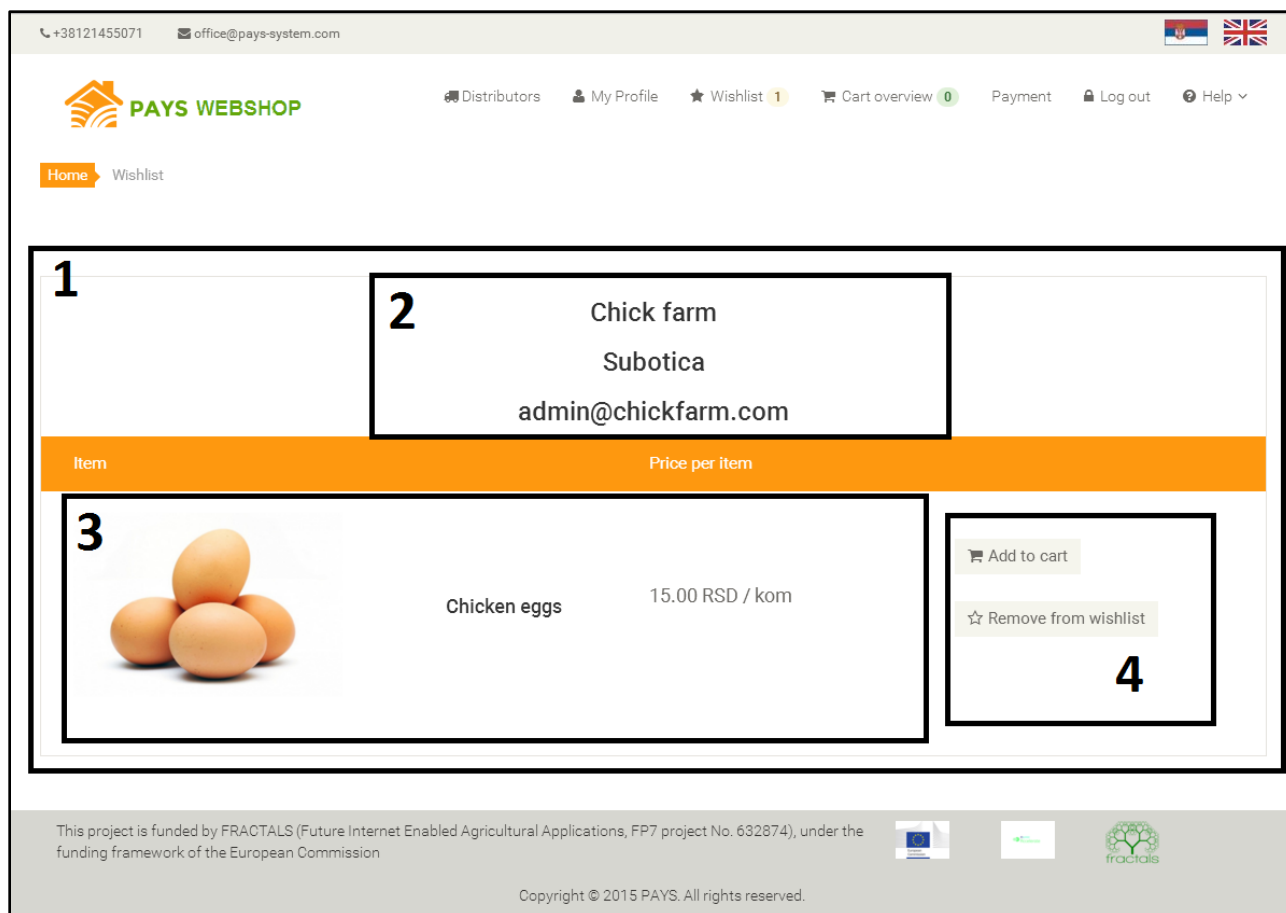 +38121455071 office@pays-system.com
PAYS WEBSHOP
Distributors My Profile Wishlist 1 Cart overview 0 Payment Log out Help
Home Wishlist
1
2
Chick farm
Subotica
admin@chickfarm.com
Item Price per item
3
Chicken eggs
15.00 RSD / kom
Add to cart
Remove from wishlist
4
This project is funded by FRACTALS (Future Internet Enabled Agricultural Applications, FP7 project No. 632874), under the
funding framework of the European Commission
fractals
Copyright © 2015 PAYS. All rights reserved.